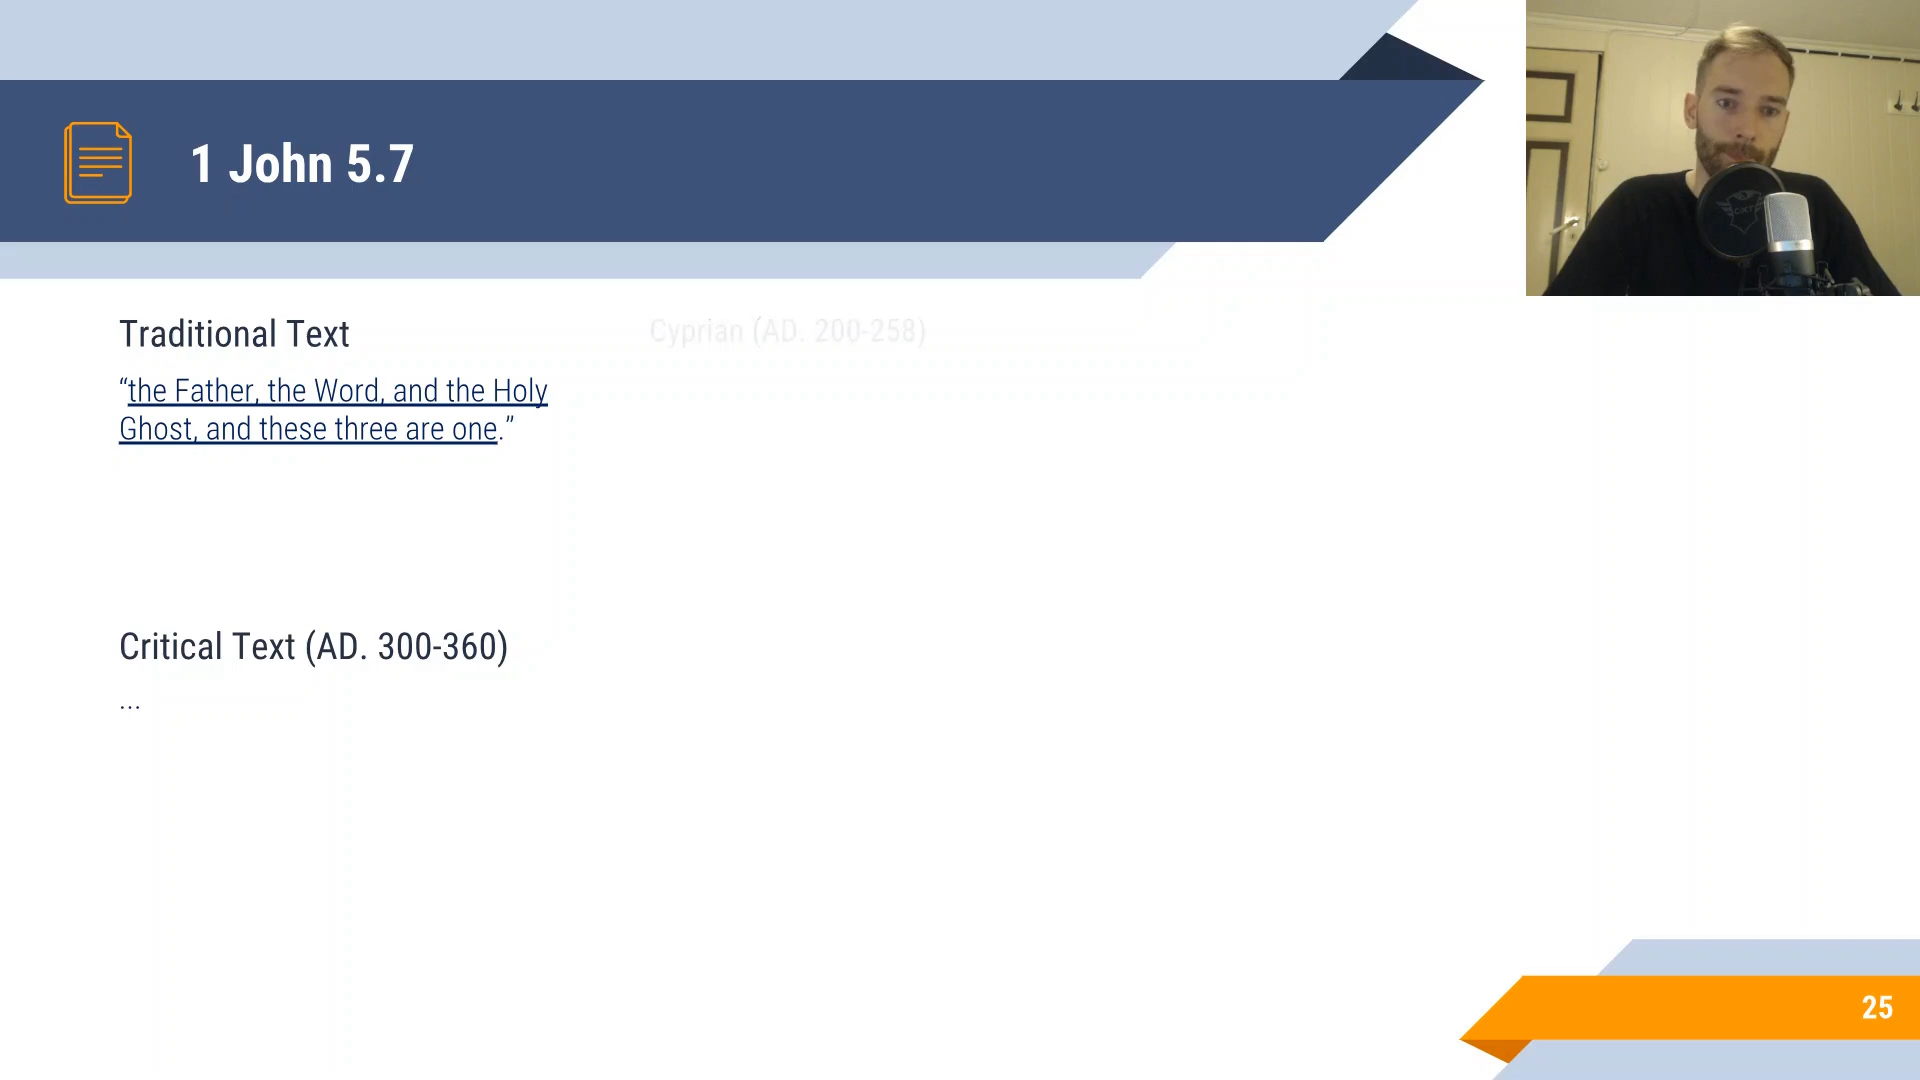 1 John 5.7
Traditional Text
“the Father, the Word, and the Holy
Ghost, and these three are one.”
Cyprian (AD. 200-258)
Critical Text (AD. 300-360)
...
25